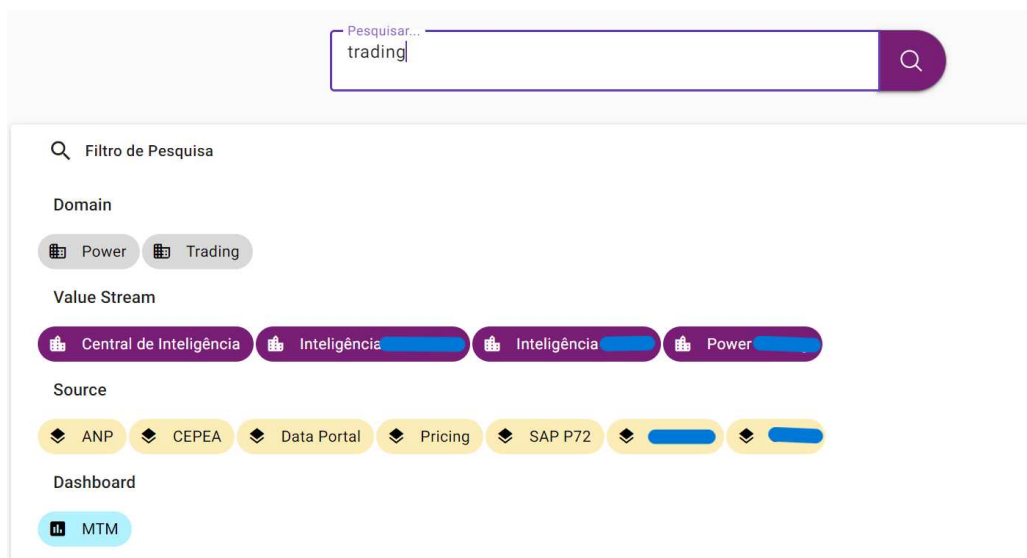 Pesquisar...
trading
Filtro de Pesquisa
Domain
Power Trading
Value Stream
Central de Inteligência Inteligência Inteligência Power
Source
ANP CEPEA Data Portal Pricing SAP P72
Dashboard
MTM